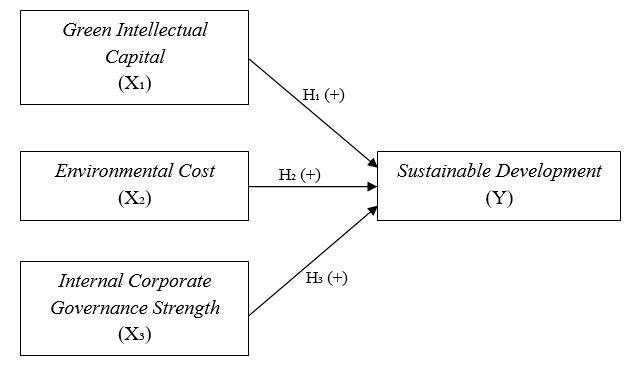 Green Intellectual
Capital
(X₁)
H₁ (+)
Environmental Cost
(X₂)
H₂ (+)
Sustainable Development
(Y)
Internal Corporate
Governance Strength
(X₃)
H₃ (+)